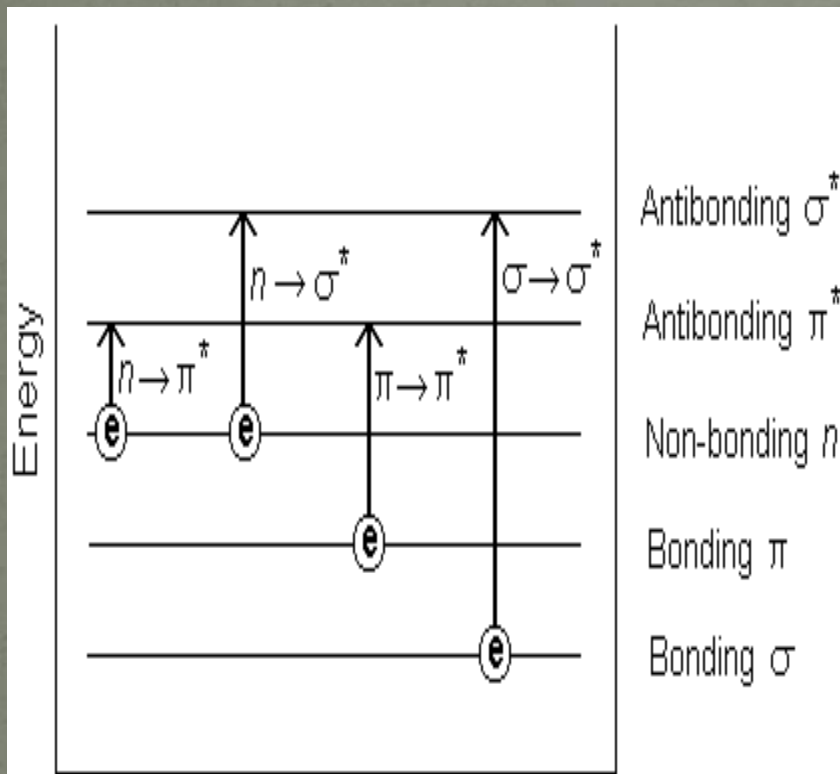 Energy
Antibonding σ*
n→σ*
σ→σ*
Antibonding π*
n→π*
π→π*
e
e
Non-bonding n
e
Bonding π
e
Bonding σ